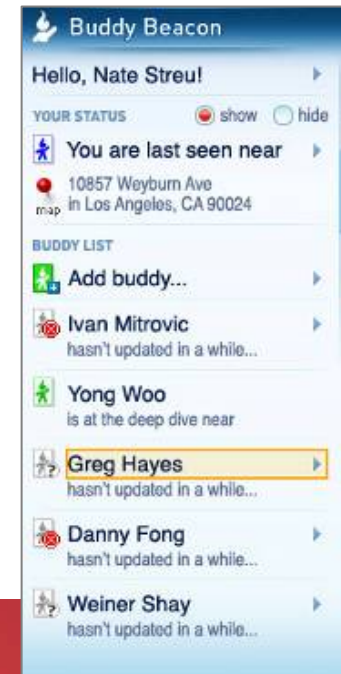 Buddy Beacon
Hello, Nate Streu!
YOUR STATUS show hide
You are last seen near
10857 Weyburn Ave
map in Los Angeles, CA 90024
BUDDY LIST
Add buddy...
Ivan Mitrovic
hasn't updated in a while...
Yong Woo
is at the deep dive near
Greg Hayes
hasn't updated in a while...
Danny Fong
hasn't updated in a while...
Weiner Shay
hasn't updated in a while...